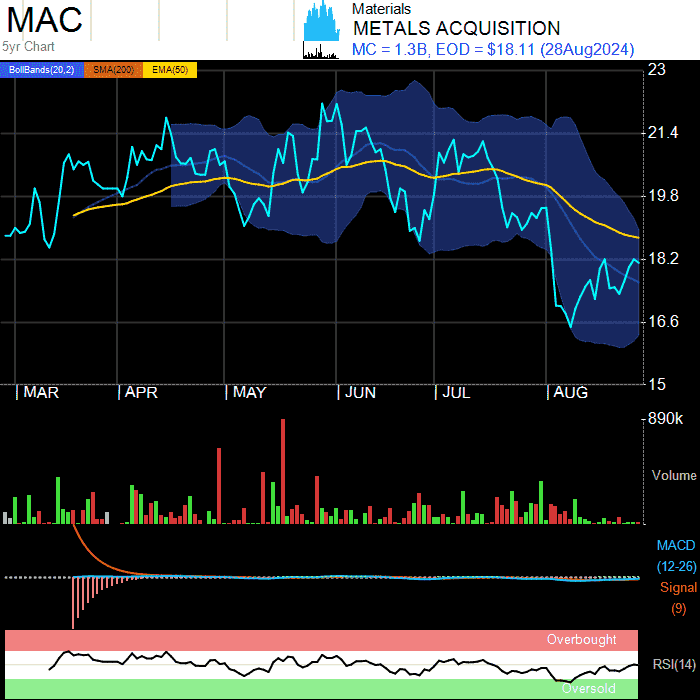 MAC
5yr Chart
Materials
METALS ACQUISITION
MC = 1.3B, EOD = $18.11 (28Aug2024)
BollBands(20,2) SMA(200) EMA(50)
23
21.4
19.8
18.2
16.6
15
MAR APR MAY JUN JUL AUG
890k
Volume
MACD
(12-26)
Signal
(9)
Overbought
RSI(14)
Oversold